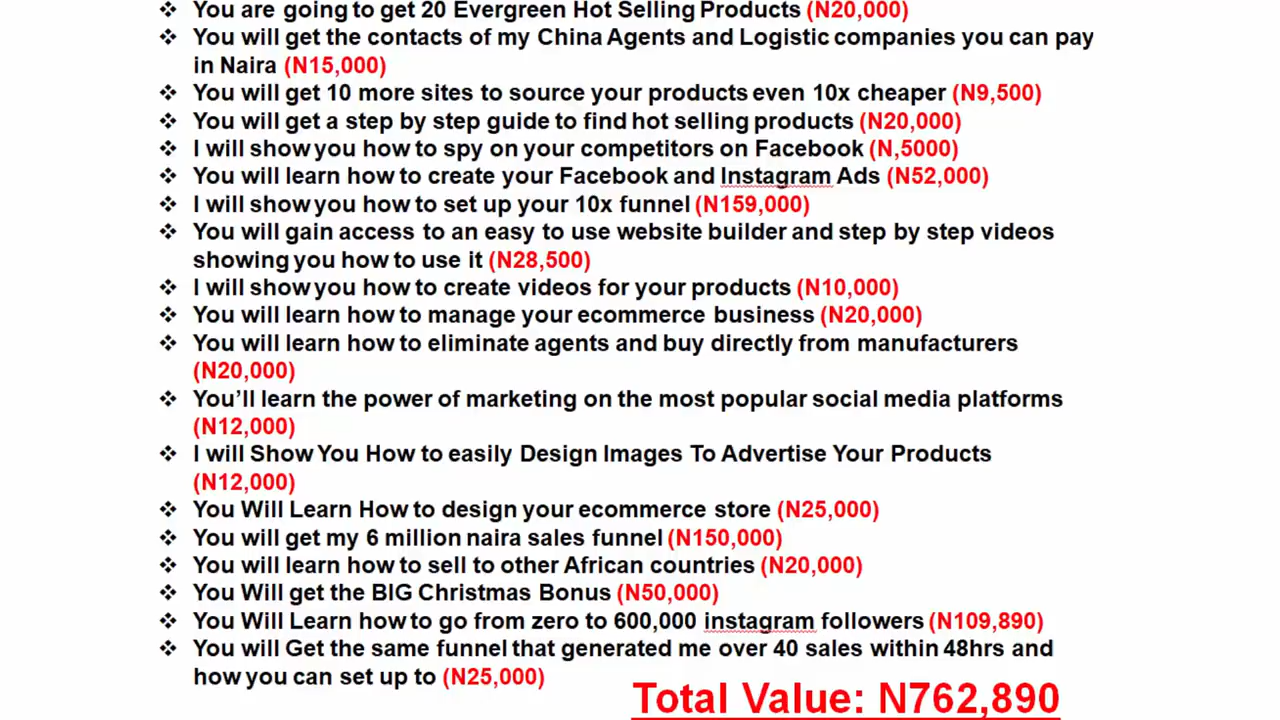 ❖ You are going to get 20 Evergreen Hot Selling Products (N20,000)
❖ You will get the contacts of my China Agents and Logistic companies you can pay
in Naira (N15,000)
❖ You will get 10 more sites to source your products even 10x cheaper (N9,500)
❖ You will get a step by step guide to find hot selling products (N20,000)
❖ I will show you how to spy on your competitors on Facebook (N,5000)
❖ You will learn how to create your Facebook and Instagram Ads (N52,000)
❖ I will show you how to set up your 10x funnel (N159,000)
❖ You will gain access to an easy to use website builder and step by step videos
showing you how to use it (N28,500)
❖ I will show you how to create videos for your products (N10,000)
❖ You will learn how to manage your ecommerce business (N20,000)
❖ You will learn how to eliminate agents and buy directly from manufacturers
(N20,000)
❖ You’ll learn the power of marketing on the most popular social media platforms
(N12,000)
❖ I will Show You How to easily Design Images To Advertise Your Products
(N12,000)
❖ You Will Learn How to design your ecommerce store (N25,000)
❖ You will get my 6 million naira sales funnel (N150,000)
❖ You will learn how to sell to other African countries (N20,000)
❖ You Will get the BIG Christmas Bonus (N50,000)
❖ You Will Learn how to go from zero to 600,000 instagram followers (N109,890)
❖ You will Get the same funnel that generated me over 40 sales within 48hrs and
how you can set up to (N25,000)
Total Value: N762,890